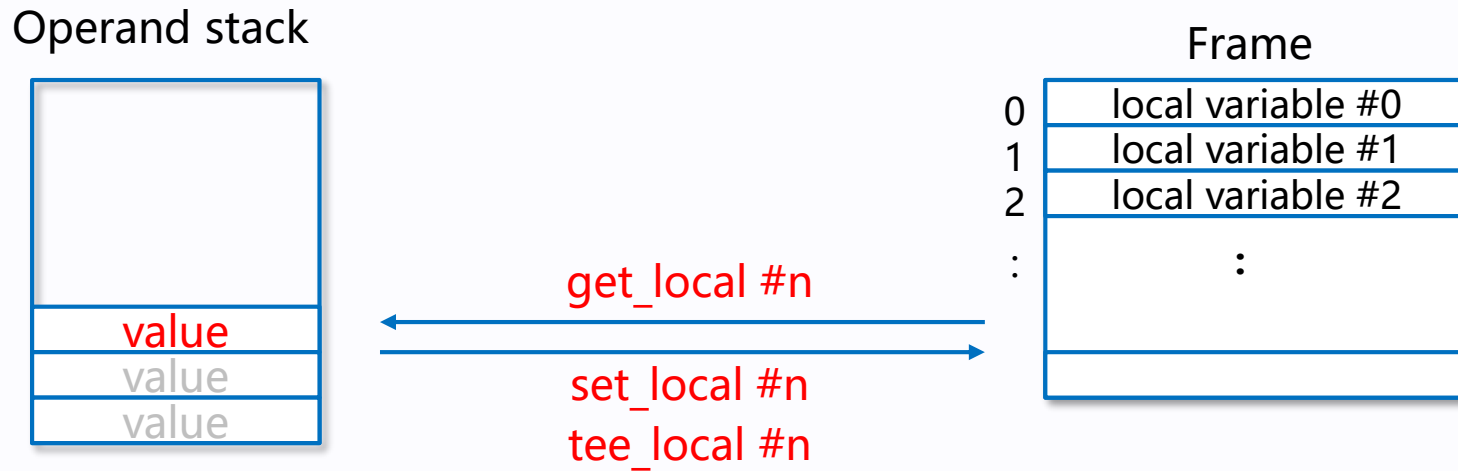 Operand stack
Frame
0 local variable #0
1 local variable #1
2 local variable #2
: :
get_local #n
value
value
set_local #n
value
tee_local #n